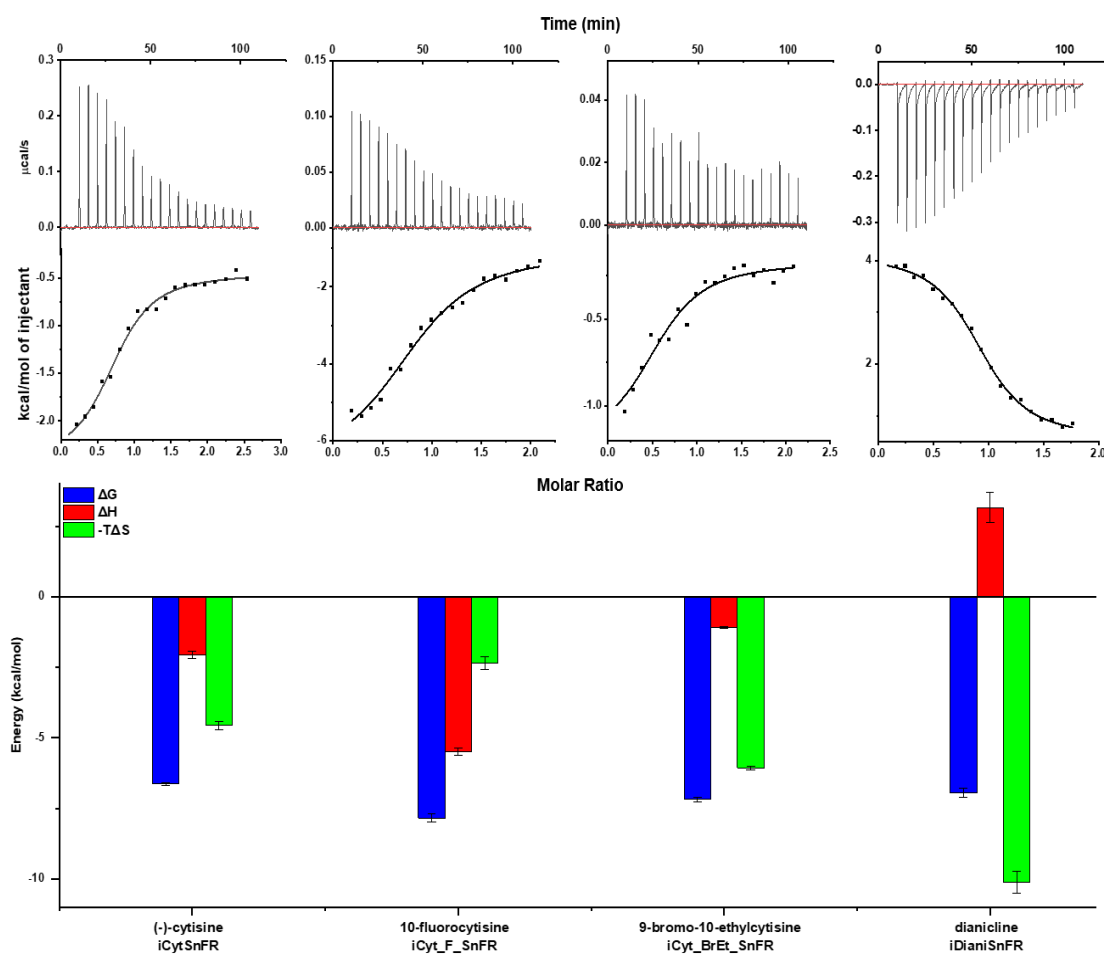 Time (min)
0 50 100
0 50 100
0 50 100
0 50 100
μcal/s
0.3
0.2
0.1
0.0
0.15
0.10
0.05
0.00
0.04
0.02
0.00
0.0
-0.1
-0.2
-0.3
kcal/mol of injectant
-0.5
-1.0
-1.5
-2.0
-2
-4
-6
-0.5
-1.0
4
2
0.0 0.5 1.0 1.5 2.0 2.5 3.0
0.0 0.5 1.0 1.5 2.0
0.0 0.5 1.0 1.5 2.0 2.5
0.0 0.5 1.0 1.5 2.0
Molar Ratio
ΔG
ΔH
-TΔS
Energy (kcal/mol)
0
-5
-10
(-)-cytisine
iCytSnFR
10-fluorocytisine
iCyt_F_SnFR
9-bromo-10-ethylcytisine
iCyt_BrEt_SnFR
dianicline
iDianiSnFR